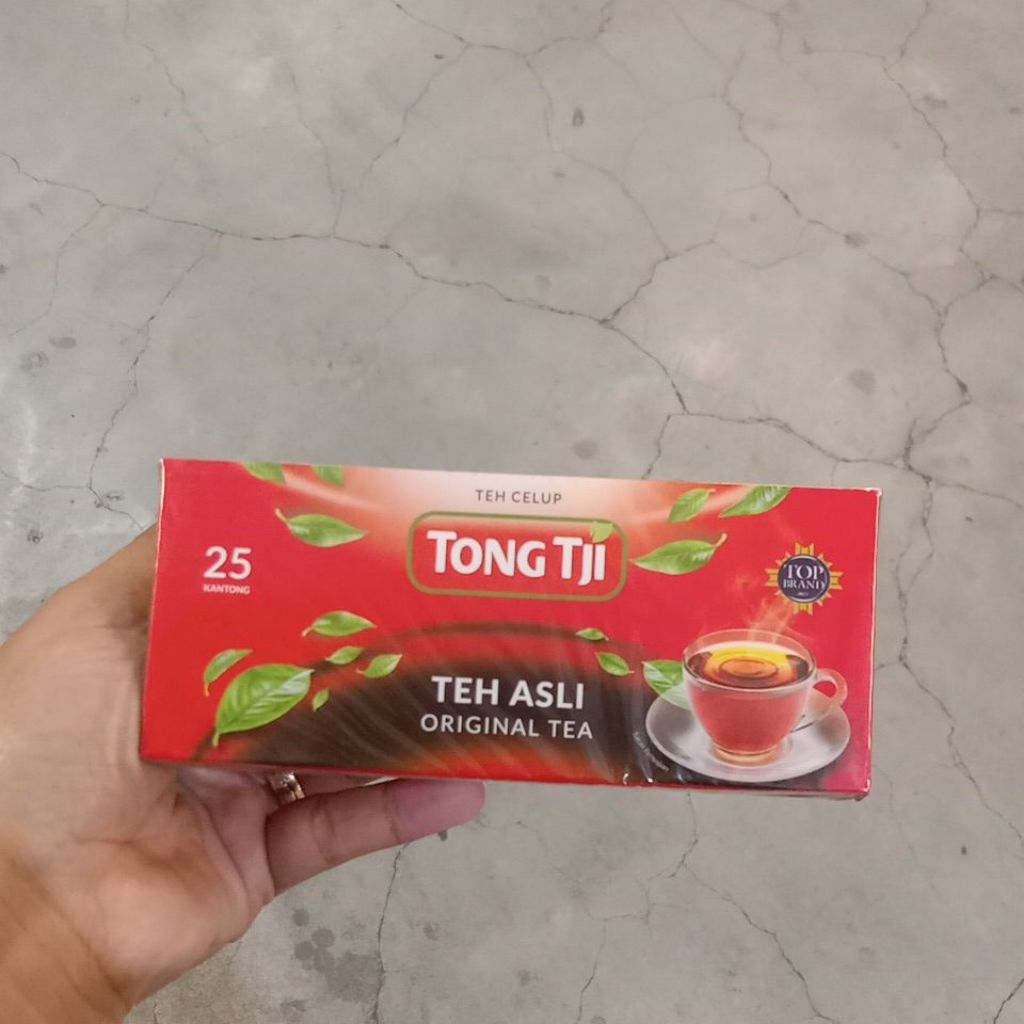 TEH CELUP
TONG TJI
25
KANTONG
TOP
BRAND
TEH ASLI
ORIGINAL TEA